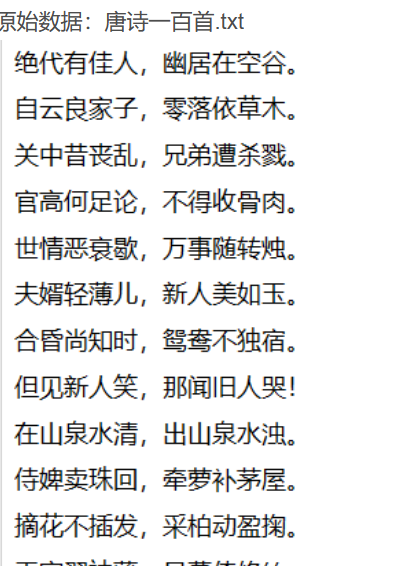 原始数据：唐诗一百首.txt
绝代有佳人，幽居在空谷。
自云良家子，零落依草木。
关中昔丧乱，兄弟遭杀戮。
官高何足论，不得收骨肉。
世情恶衰歇，万事随转烛。
夫婿轻薄儿，新人美如玉。
合昏尚知时，鸳鸯不独宿。
但见新人笑，那闻旧人哭！
在山泉水清，出山泉水浊。
侍婢卖珠回，牵萝补茅屋。
摘花不插发，采柏动盈掬。